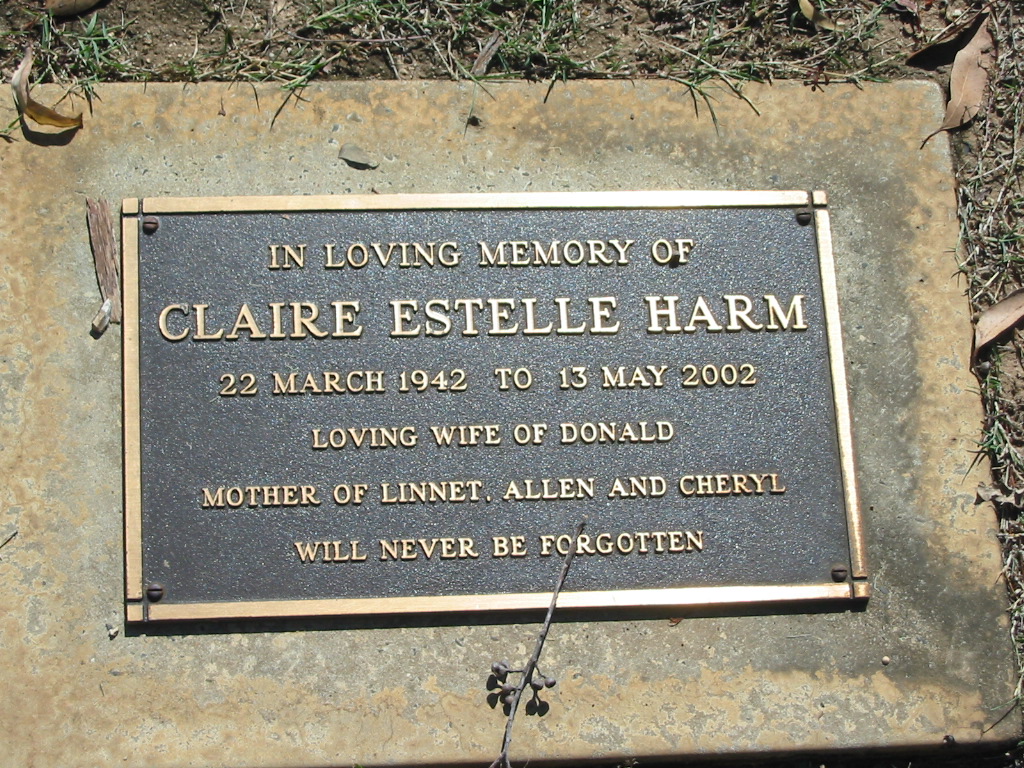 IN LOVING MEMORY OF
CLAIRE ESTELLE HARM
22 MARCH 1942 TO 13 MAY 2002
LOVING WIFE OF DONALD
MOTHER OF LINNET, ALLEN AND CHERYL
WILL NEVER BE FORGOTTEN